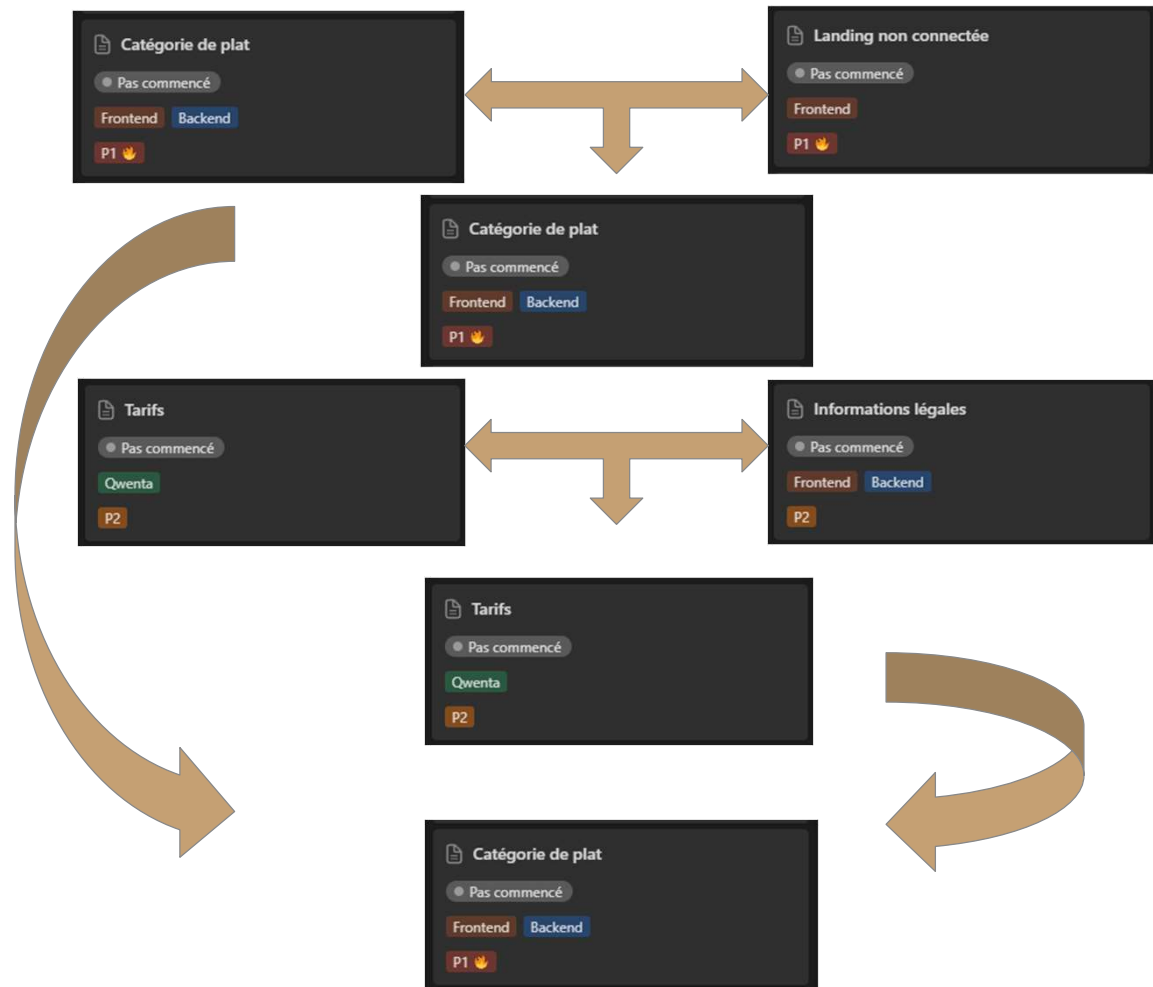 Catégorie de plat
Pas commencé
Frontend Backend
P1 🔥
Landing non connectée
Pas commencé
Frontend
P1 🔥
Catégorie de plat
Pas commencé
Frontend Backend
P1 🔥
Tarifs
Pas commencé
Qwenta
P2
Informations légales
Pas commencé
Frontend Backend
P2
Tarifs
Pas commencé
Qwenta
P2
Catégorie de plat
Pas commencé
Frontend Backend
P1 🔥